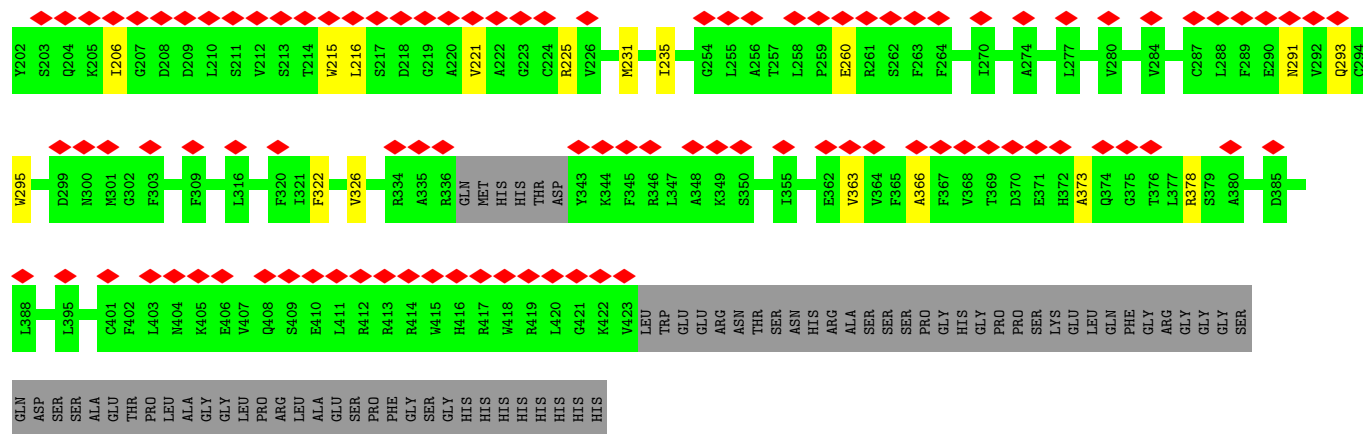 Y202 S203 Q204 K205 I206 G207 D208 D209 L210 S211 V212 S213 T214 W215 L216 S217 D218 G219 A220 V221 A222 G223 C224 R225 V226 M231 I235 G254 L255 A256 T257 L258 P259 E260 R261 S262 F263 F264 I270 A274 L277 V280 V284 C287 L288 F289 E290 N291 V292 Q293 C294
W295 D299 N300 M301 G302 F303 F309 L316 F320 I321 F322 V326 R334 A335 R336 GLN MET HIS HIS THR ASP Y343 K344 F345 R346 L347 A348 K349 S350 I355 E362 V363 V364 F365 A366 F367 V368 T369 D370 E371 H372 A373 Q374 G375 T376 L377 R378 S379 A380 D385
L388 L395 C401 F402 L403 N404 K405 E406 V407 Q408 S409 E410 L411 R412 R413 R414 W415 H416 R417 W418 R419 L420 G421 K422 V423 LEU TRP GLU GLU ARG ASN THR SER ASN HIS ARG ALA SER SER SER PRO GLY HIS GLY PRO PRO SER LYS GLU LEU GLN PHE GLY ARG GLY GLY GLY SER
GLN ASP SER SER ALA GLU THR PRO LEU ALA GLY GLY LEU PRO ARG LEU ALA GLU SER PRO PHE GLY SER GLY HIS HIS HIS HIS HIS HIS HIS HIS